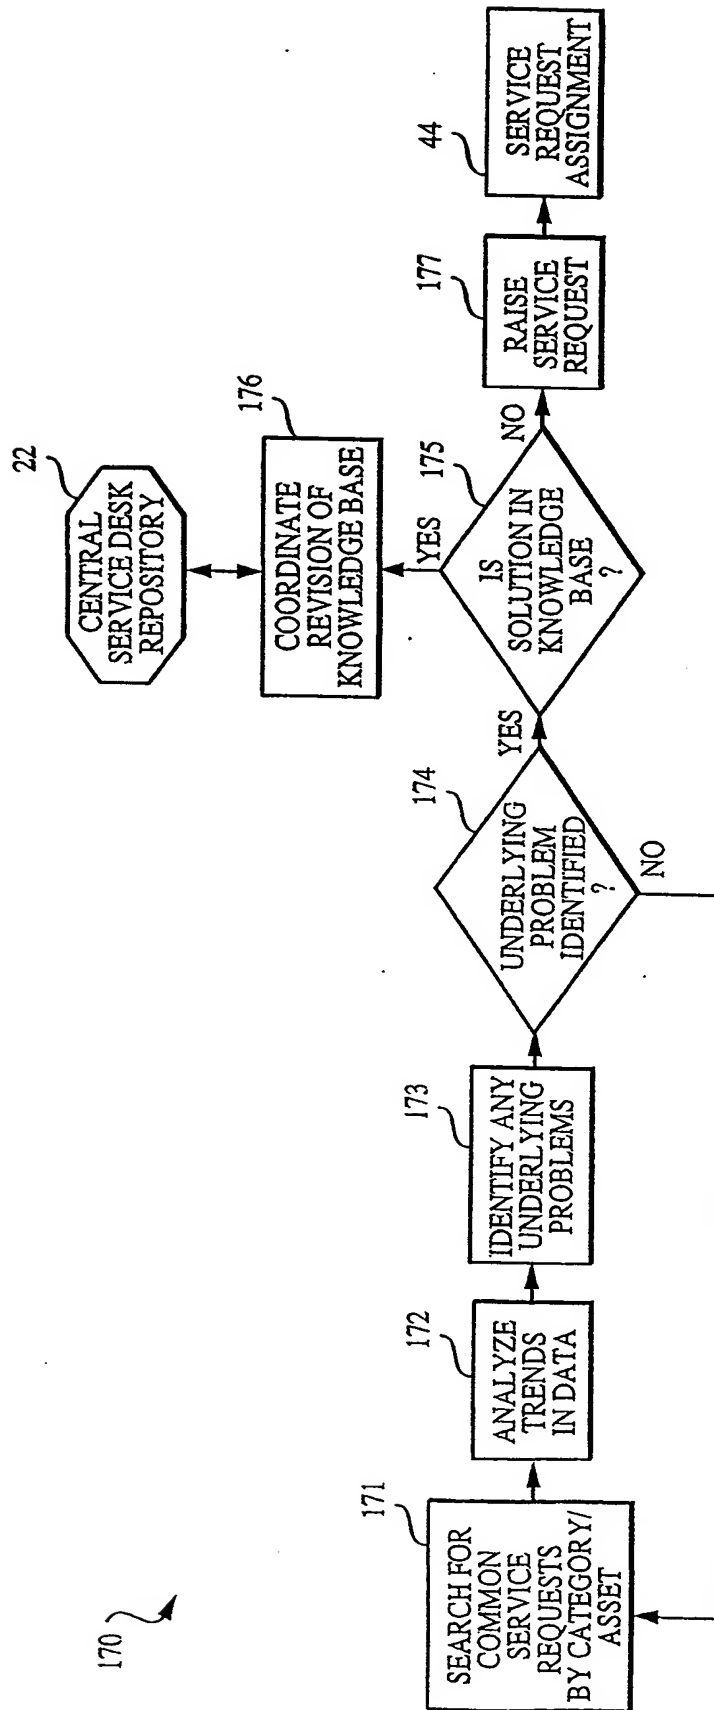 170
171
SEARCH FOR
COMMON
SERVICE
REQUESTS
BY CATEGORY/
ASSET
172
ANALYZE
TRENDS
IN DATA
173
IDENTIFY ANY
UNDERLYING
PROBLEMS
174
UNDERLYING
PROBLEM
IDENTIFIED
?
NO
YES
175
IS
SOLUTION IN
KNOWLEDGE
BASE
?
YES
176
COORDINATE
REVISION OF
KNOWLEDGE BASE
22
CENTRAL
SERVICE DESK
REPOSITORY
NO
177
RAISE
SERVICE
REQUEST
44
SERVICE
REQUEST
ASSIGNMENT